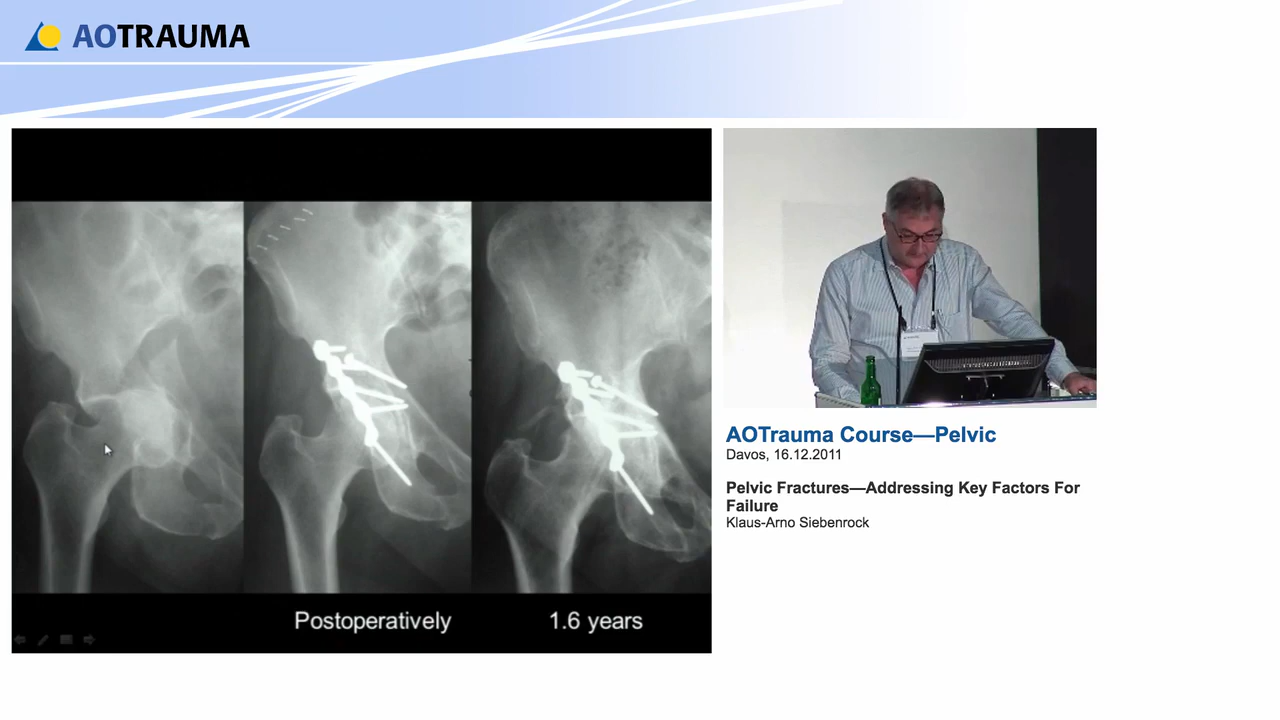 AOTRAUMA
Postoperatively
1.6 years
AOTrauma Course—Pelvic
Davos, 16.12.2011
Pelvic Fractures—Addressing Key Factors For
Failure
Klaus-Arno Siebenrock